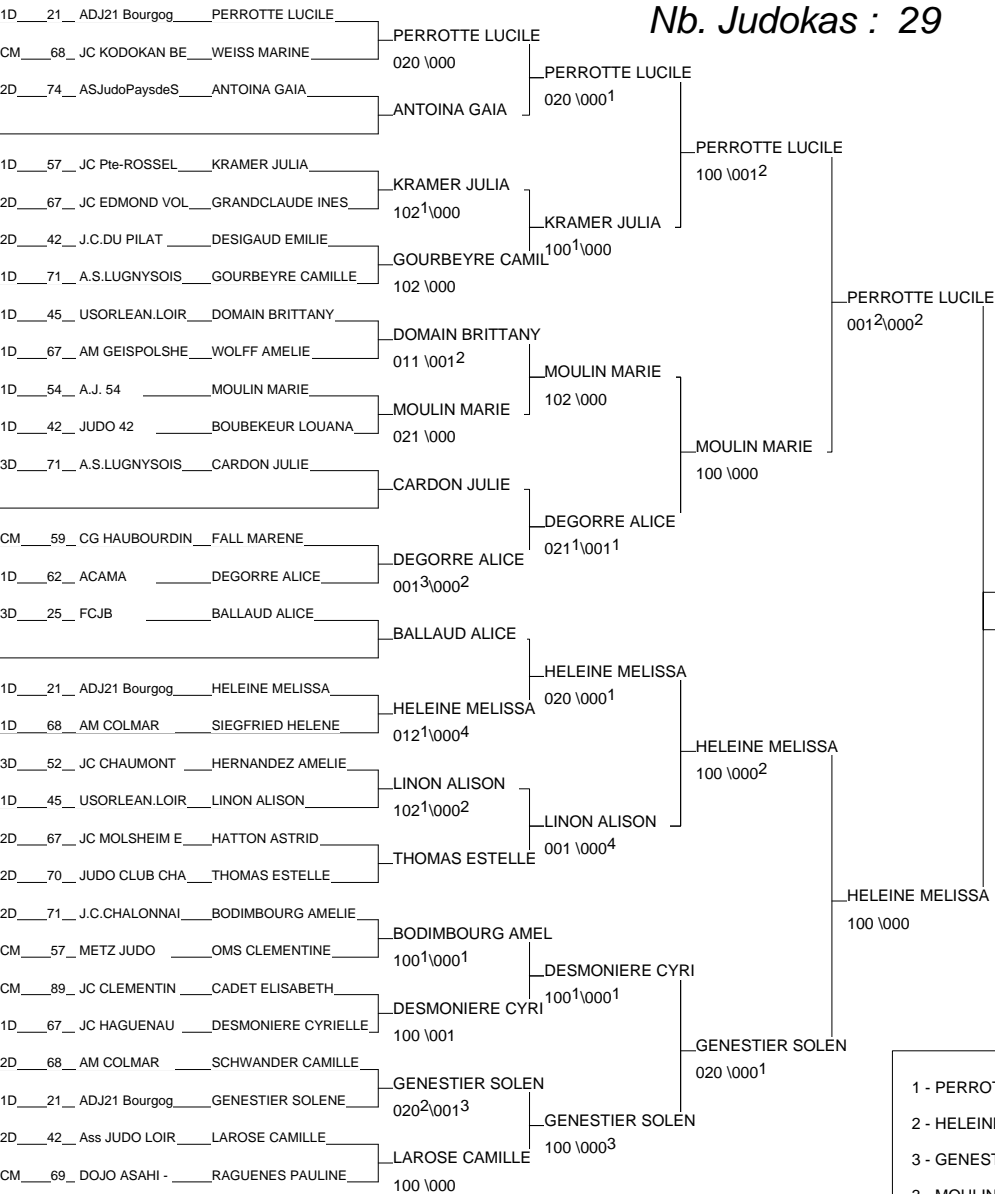 Nb. Judokas : 29
1D 21 ADJ21 Bourgog PERROTTE LUCILE
CM 68 JC KODOKAN BE WEISS MARINE
2D 74 ASJudoPaysdeS ANTOINA GAIA
1D 57 JC Pte-ROSSEL KRAMER JULIA
2D 67 JC EDMOND VOL GRANDCLAUDE INES
2D 42 J.C.DU PILAT DESIGAUD EMILIE
1D 71 A.S.LUGNYSOIS GOURBEYRE CAMILLE
1D 45 USORLEAN.LOIR DOMAIN BRITTANY
1D 67 AM GEISPOLSHE WOLFF AMELIE
1D 54 A.J. 54 MOULIN MARIE
1D 42 JUDO 42 BOUBEKEUR LOUANA
3D 71 A.S.LUGNYSOIS CARDON JULIE
CM 59 CG HAUBOURDIN FALL MARENE
1D 62 ACAMA DEGORRE ALICE
3D 25 FCJB BALLAUD ALICE
1D 21 ADJ21 Bourgog HELEINE MELISSA
1D 68 AM COLMAR SIEGFRIED HELENE
3D 52 JC CHAUMONT HERNANDEZ AMELIE
1D 45 USORLEAN.LOIR LINON ALISON
2D 67 JC MOLSHEIM E HATTON ASTRID
2D 70 JUDO CLUB CHA THOMAS ESTELLE
2D 71 J.C.CHALONNAI BODIMBOURG AMELIE
CM 57 METZ JUDO OMS CLEMENTINE
CM 89 JC CLEMENTIN CADET ELISABETH
1D 67 JC HAGUENAU DESMONIERE CYRIELLE
2D 68 AM COLMAR SCHWANDER CAMILLE
1D 21 ADJ21 Bourgog GENESTIER SOLENE
2D 42 Ass JUDO LOIR LAROSE CAMILLE
CM 69 DOJO ASAHI - RAGUENES PAULINE
PERROTTE LUCILE
020 \000
ANTOINA GAIA
KRAMER JULIA
102¹\000
GOURBEYRE CAMIL
102 \000
DOMAIN BRITTANY
011 \001²
MOULIN MARIE
021 \000
CARDON JULIE
DEGORRE ALICE
001³\000²
BALLAUD ALICE
HELEINE MELISSA
012¹\000⁴
LINON ALISON
102¹\000²
THOMAS ESTELLE
BODIMBOURG AMEL
100¹\000¹
DESMONIERE CYRI
100 \001
GENESTIER SOLEN
020²\001³
LAROSE CAMILLE
100 \000
PERROTTE LUCILE
020 \000¹
KRAMER JULIA
100¹\000
MOULIN MARIE
102 \000
DEGORRE ALICE
021¹\001¹
HELEINE MELISSA
020 \000¹
LINON ALISON
001 \000⁴
DESMONIERE CYRI
100¹\000¹
GENESTIER SOLEN
100 \000³
PERROTTE LUCILE
100 \001²
MOULIN MARIE
100 \000
HELEINE MELISSA
100 \000²
GENESTIER SOLEN
020 \000¹
PERROTTE LUCILE
001²\000²
HELEINE MELISSA
100 \000
1 - PERROT
2 - HELEIN
3 - GENEST
3 - MOULIN